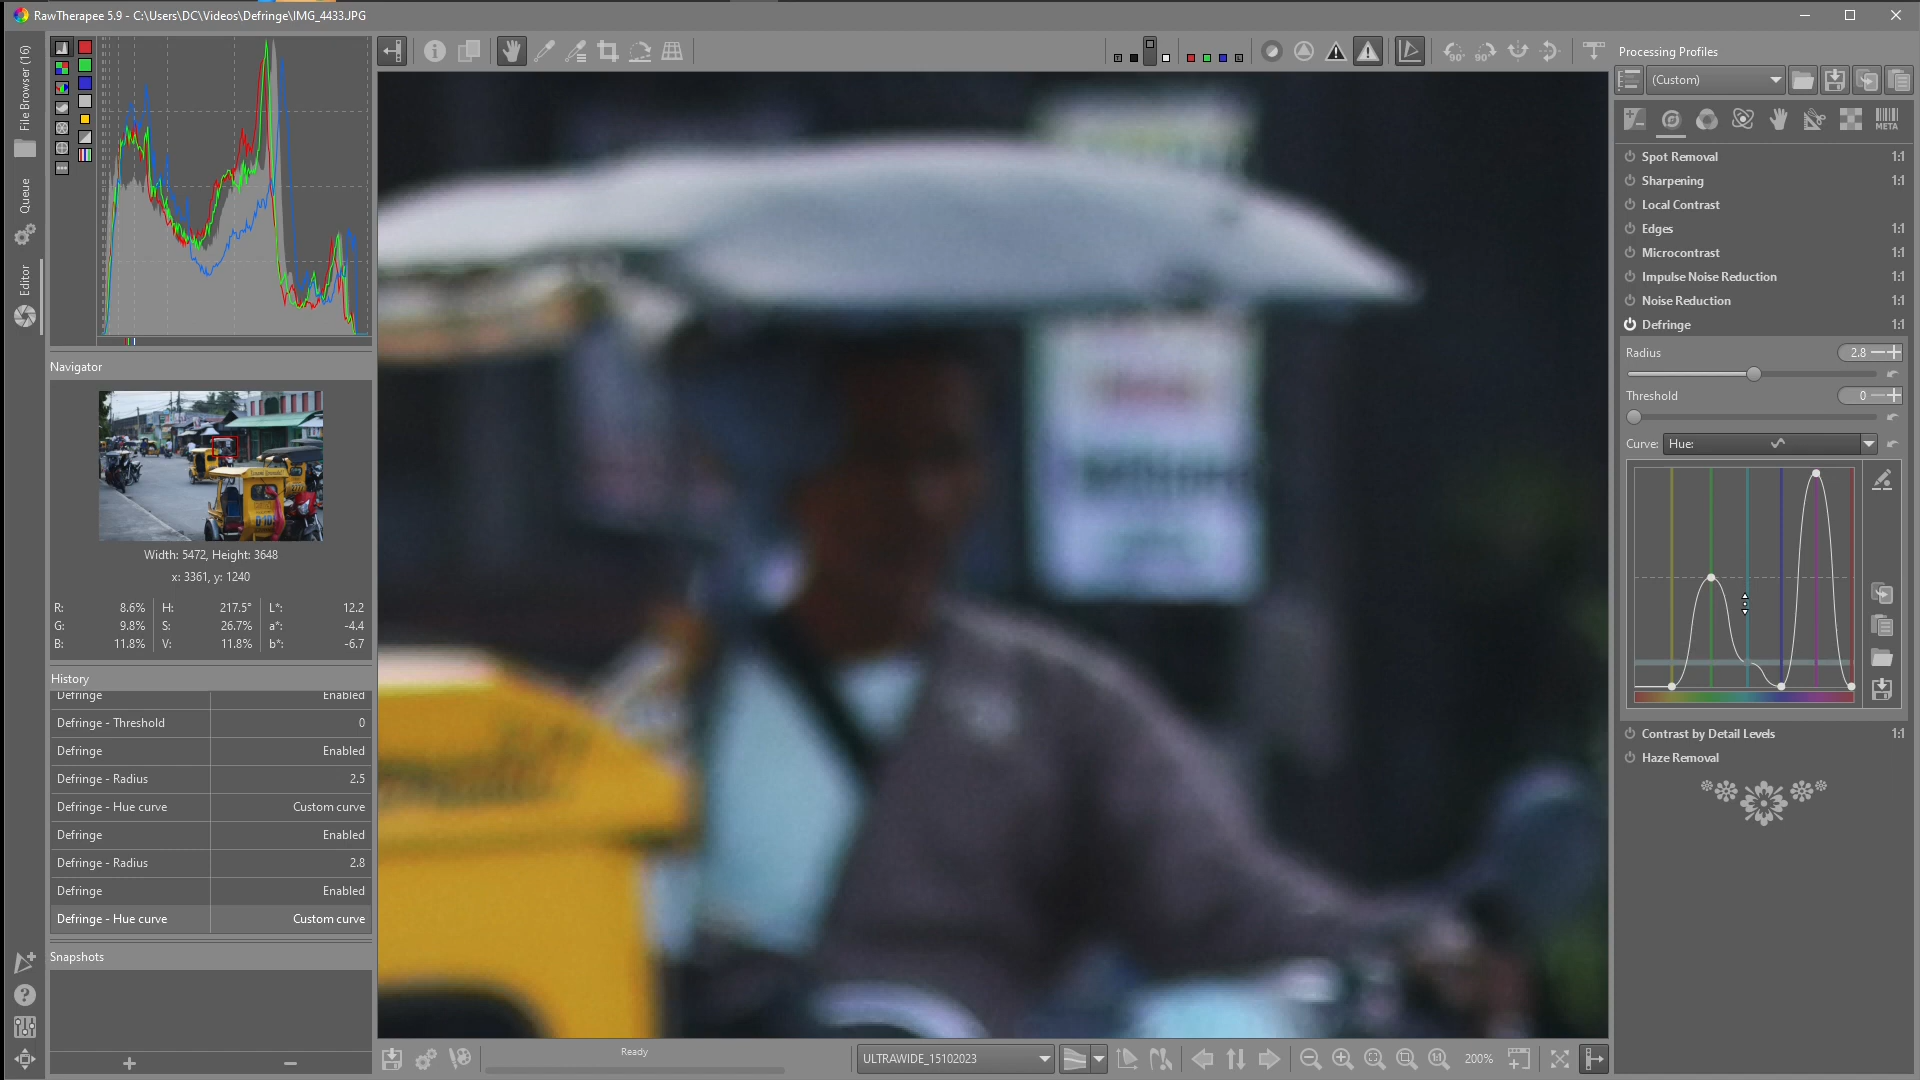 RawTherapee 5.9 - C:\Users\DC\Videos\Defringe\IMG_4433.JPG
File Browser (16)
Queue
Editor
Navigator
Width: 5472, Height: 3648
x: 3361, y: 1240
R: 8.6% H: 217.5° L*: 12.2
G: 9.8% S: 26.7% a*: -4.4
B: 11.8% V: 11.8% b*: -6.7
History
Defringe Enabled
Defringe - Threshold 0
Defringe Enabled
Defringe - Radius 2.5
Defringe - Hue curve Custom curve
Defringe Enabled
Defringe - Radius 2.8
Defringe Enabled
Defringe - Hue curve Custom curve
Snapshots
90° 90°
Ready
ULTRAWIDE_15102023
1:1
200%
Processing Profiles
(Custom)
META
Spot Removal 1:1
Sharpening 1:1
Local Contrast
Edges 1:1
Microcontrast 1:1
Impulse Noise Reduction 1:1
Noise Reduction 1:1
Defringe 1:1
Radius 2.8
Threshold 0
Curve: Hue:
Contrast by Detail Levels 1:1
Haze Removal